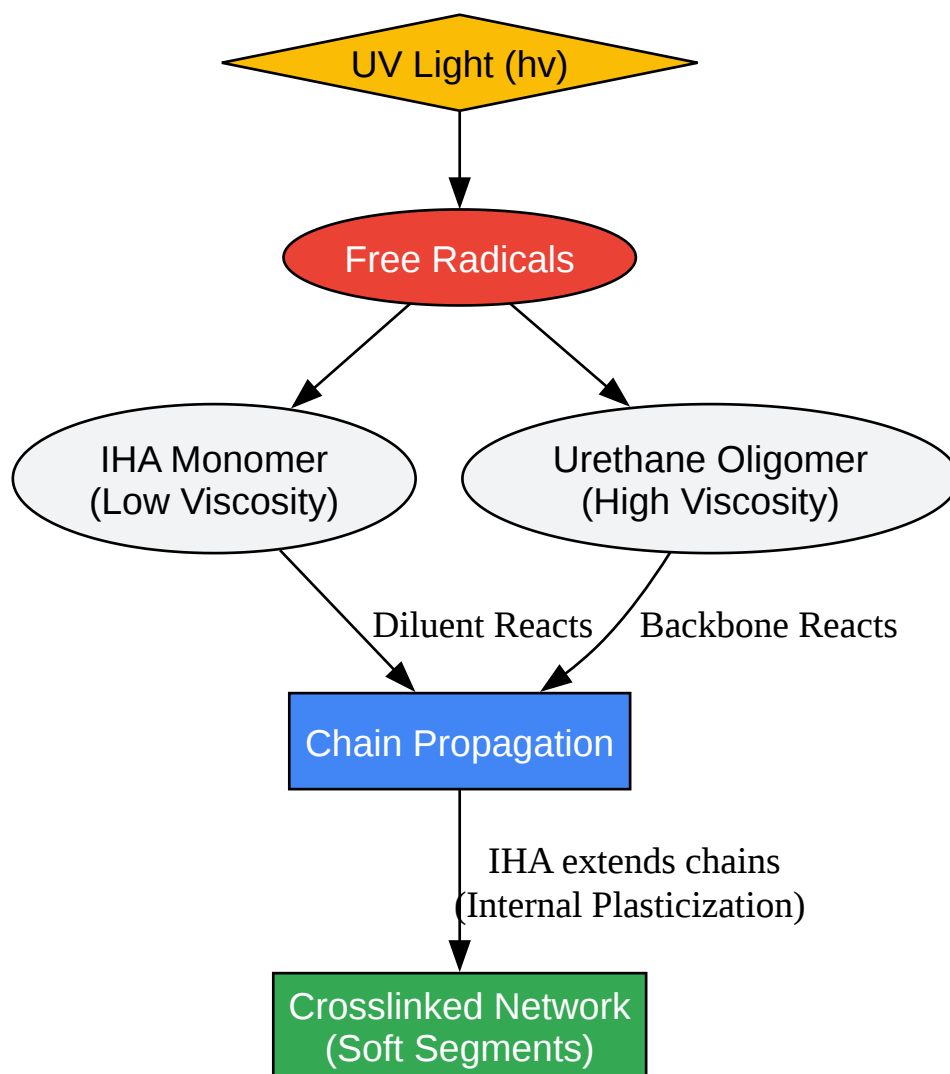 UV Light (hv)
Free Radicals
IHA Monomer
(Low Viscosity)
Urethane Oligomer
(High Viscosity)
Diluent Reacts
Backbone Reacts
Chain Propagation
IHA extends chains
(Internal Plasticization)
Crosslinked Network
(Soft Segments)